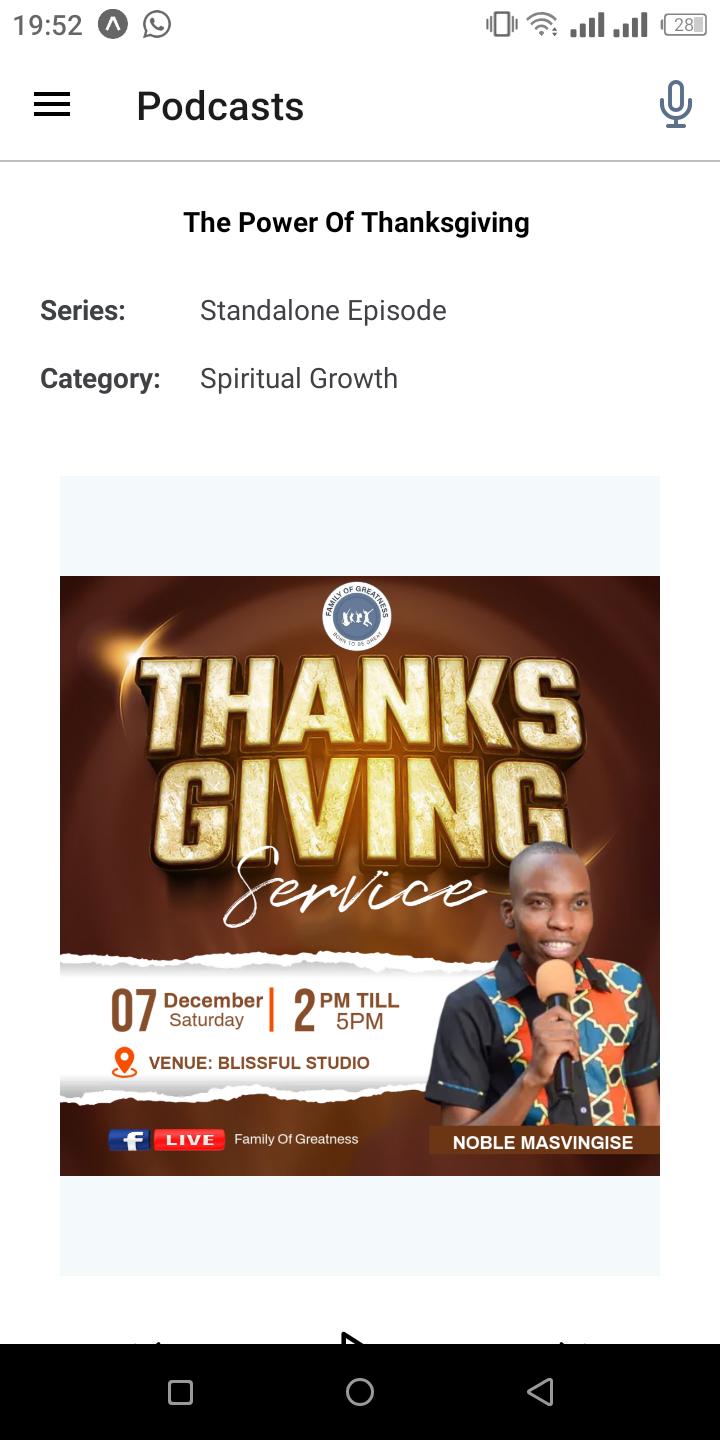 19:52
28
Podcasts
The Power Of Thanksgiving
Series: Standalone Episode
Category: Spiritual Growth
FAMILY OF GREATNESS
BORN TO BE GREAT
THANKS
GIVING
Service
07 December Saturday | 2 PM TILL 5PM
VENUE: BLISSFUL STUDIO
f LIVE Family Of Greatness
NOBLE MASVINGISE